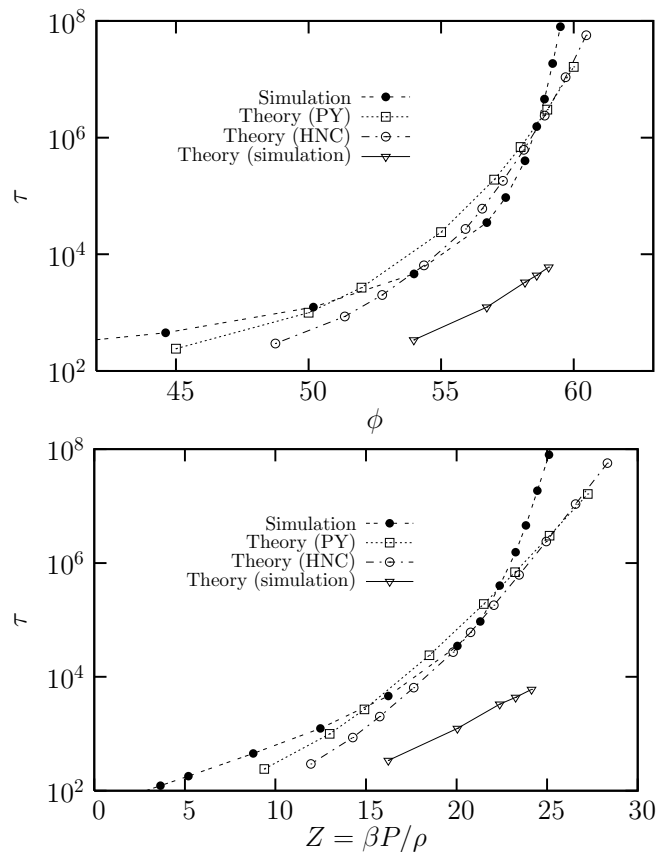 10^8
10^6
10^4
10^2
τ
Simulation
Theory (PY)
Theory (HNC)
Theory (simulation)
45 50 55 60
ϕ
10^8
10^6
10^4
10^2
τ
Simulation
Theory (PY)
Theory (HNC)
Theory (simulation)
0 5 10 15 20 25 30
Z = βP/ρ